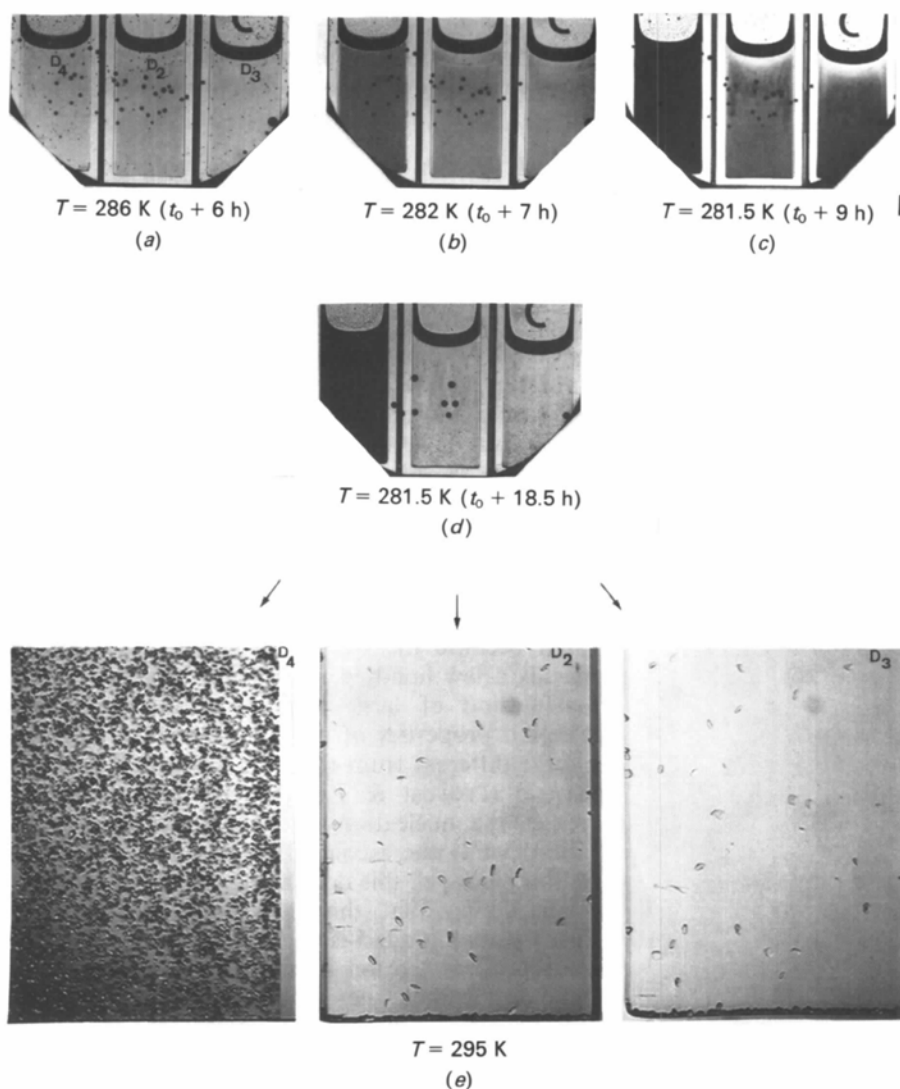 D4 D2 D3
T = 286 K (t0 + 6 h)
(a)
T = 282 K (t0 + 7 h)
(b)
T = 281.5 K (t0 + 9 h)
(c)
T = 281.5 K (t0 + 18.5 h)
(d)
D4
D2
D3
T = 295 K
(e)